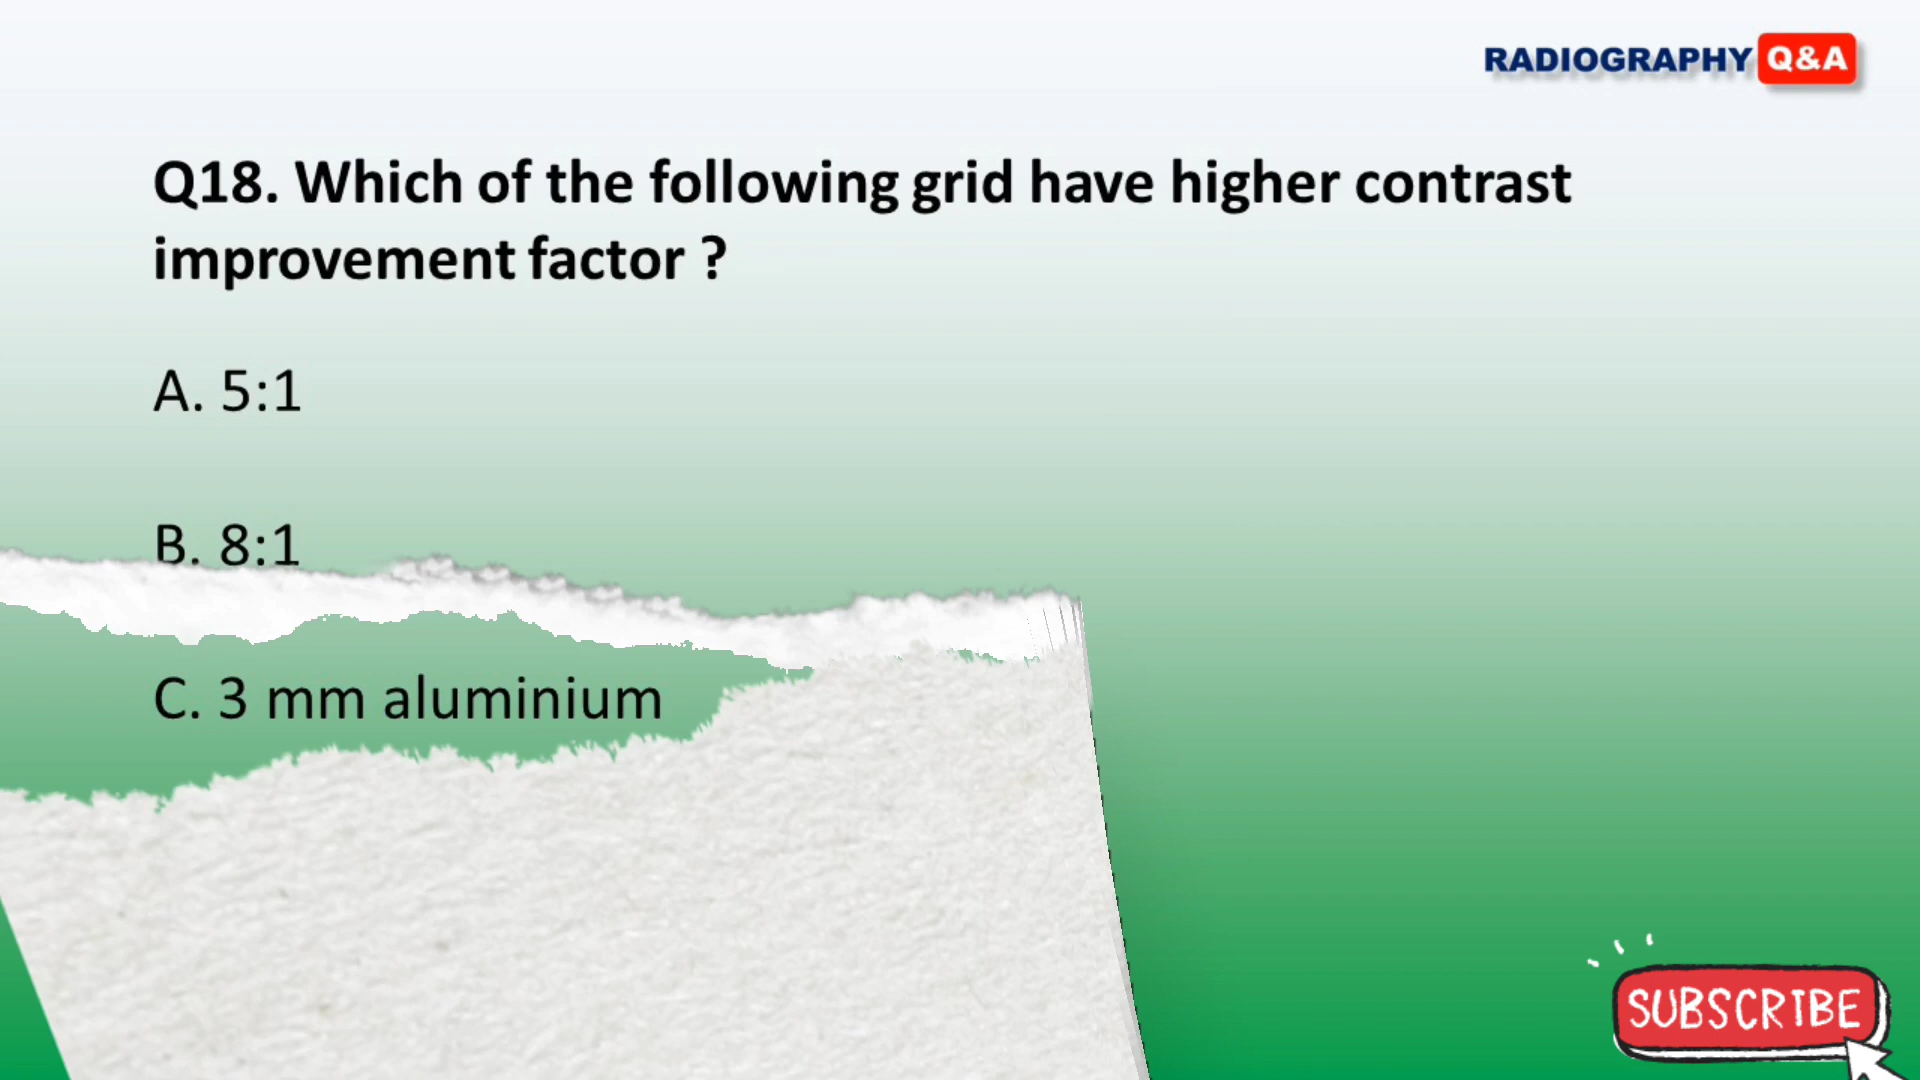 RADIOGRAPHY Q&A
Q18. Which of the following grid have higher contrast
improvement factor ?
A. 5:1
B. 8:1
C. 3 mm aluminium
SUBSCRIBE